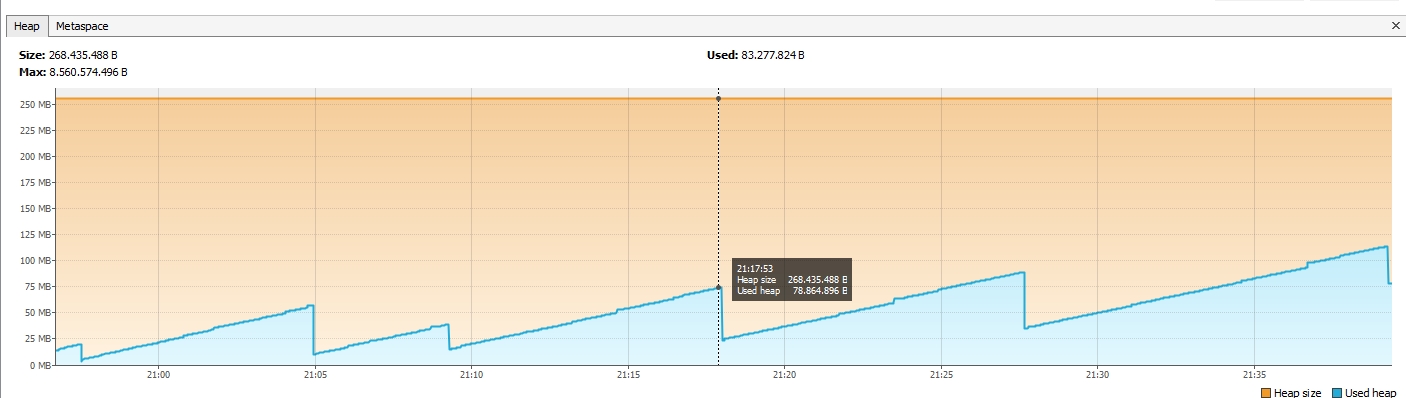 Heap Metaspace ×
Size: 268.435.488 B Used: 83.277.824 B
Max: 8.560.574.496 B
250 MB
225 MB
200 MB
175 MB
150 MB
125 MB
100 MB
75 MB
50 MB
25 MB
0 MB
21:17:53
Heap size 268.435.488 B
Used heap 78.864.896 B
21:00 21:05 21:10 21:15 21:20 21:25 21:30 21:35
Heap size Used heap